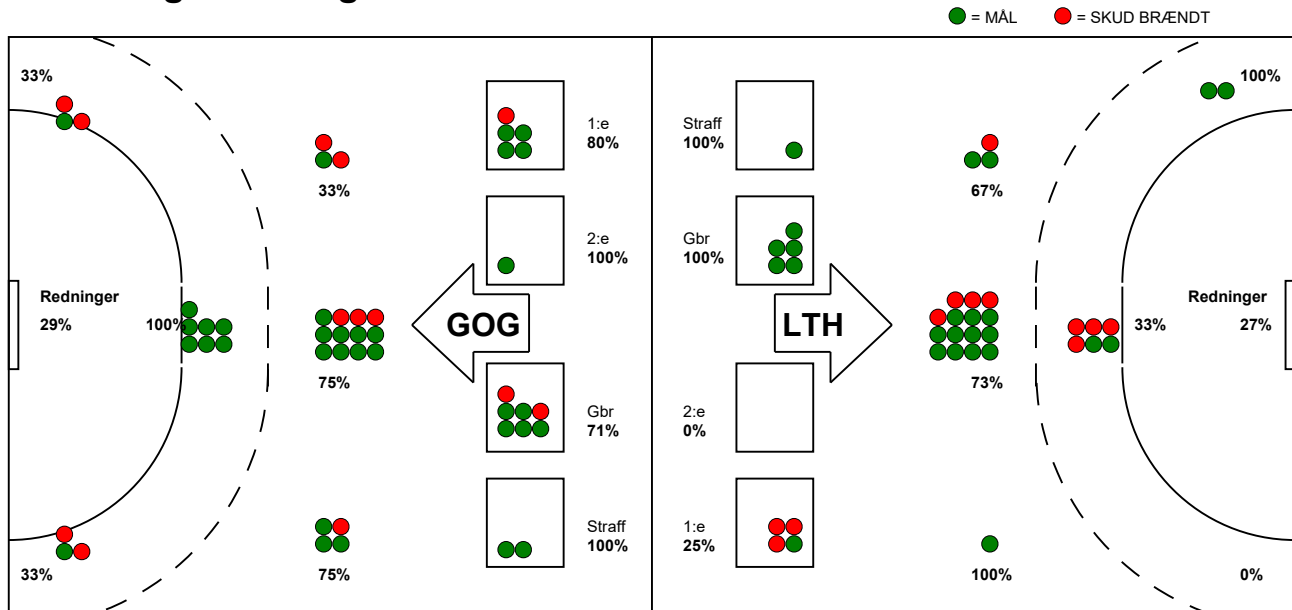 = MÅL
= SKUD BRÆNDT
33%
33%
1:e
80%
2:e
100%
Redninger
29%
100%
75%
GOG
Gbr
71%
33%
75%
Straff
100%
Straff
100%
67%
100%
Gbr
100%
LTH
73%
33%
Redninger
27%
2:e
0%
1:e
25%
100%
0%